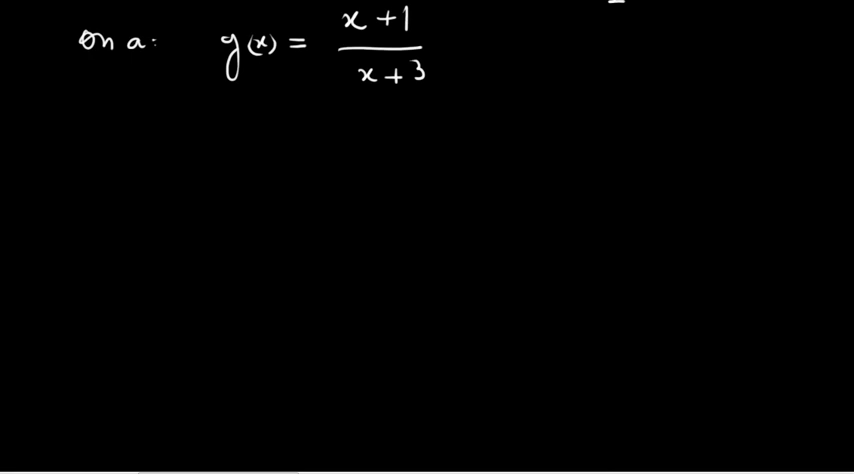 On a: g(x) = x + 1 / x + 3